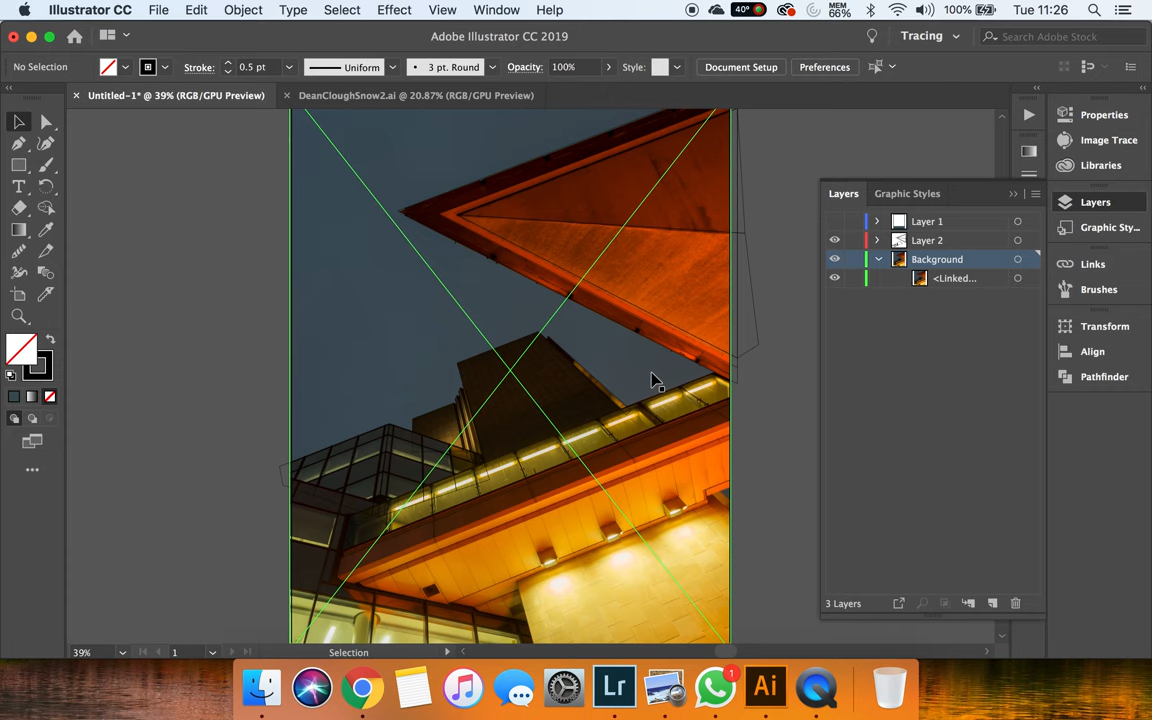 Illustrator CC File Edit Object Type Select Effect View Window Help 40° MEM 66% 100% Tue 11:26
Adobe Illustrator CC 2019 Tracing Search Adobe Stock
No Selection Stroke: 0.5 pt Uniform • 3 pt. Round Opacity: 100% Style: Document Setup Preferences
× Untitled-1* @ 39% (RGB/GPU Preview) × DeanCloughSnow2.ai @ 20.87% (RGB/GPU Preview)
Properties
Image Trace
Libraries
Layers
Graphic Sty...
Links
Brushes
Transform
Align
Pathfinder
Layers Graphic Styles
Layer 1
Layer 2
Background
<Linked...
3 Layers
39% 1 Selection
Lr 1 Ai